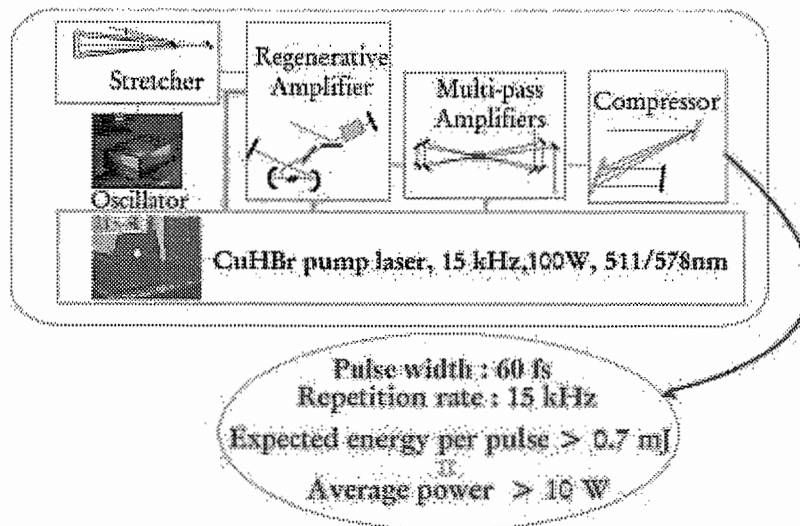 Stretcher
Regenerative
Amplifier
Multi-pass
Amplifiers
Compressor
Oscillator
CuHBr pump laser, 15 kHz,100W, 511/578nm
Pulse width : 60 fs
Repetition rate : 15 kHz
Expected energy per pulse > 0.7 mJ
=
Average power > 10 W